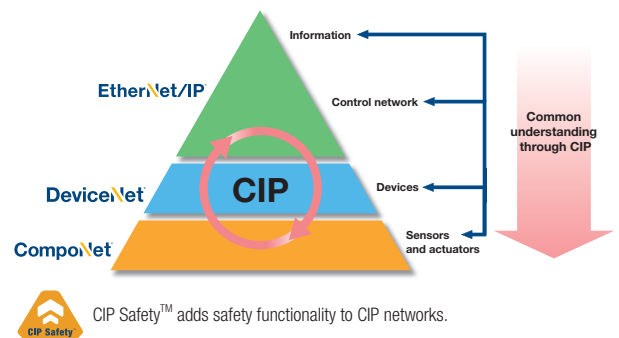 Information
EtherNet/IP
Control network
Common
understanding
through CIP
DeviceNet
CIP
Devices
CompoNet
Sensors
and actuators
CIP Safety™
CIP Safety™ adds safety functionality to CIP networks.